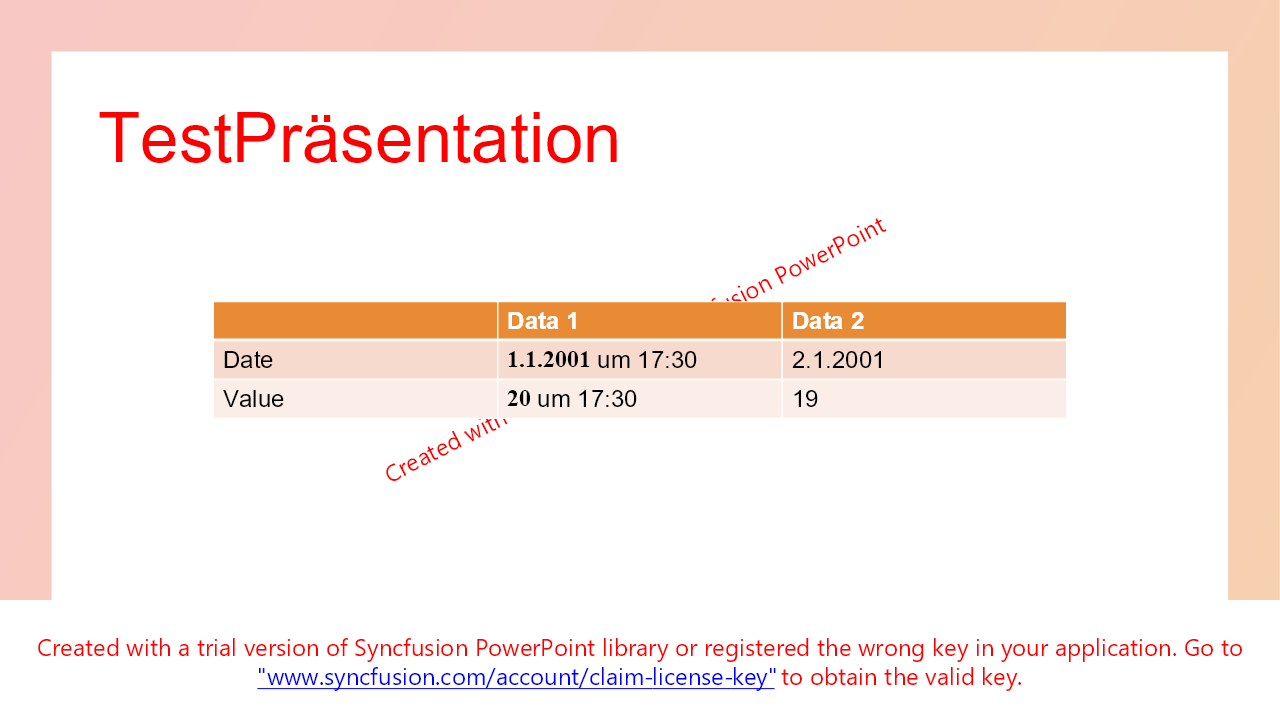 TestPräsentation
PowerPoint
Data 1 Data 2
Date 1.1.2001 um 17:30 2.1.2001
Value 20 um 17:30 19
Created with
Created with a trial version of Syncfusion PowerPoint library or registered the wrong key in your application. Go to
"www.syncfusion.com/account/claim-license-key" to obtain the valid key.